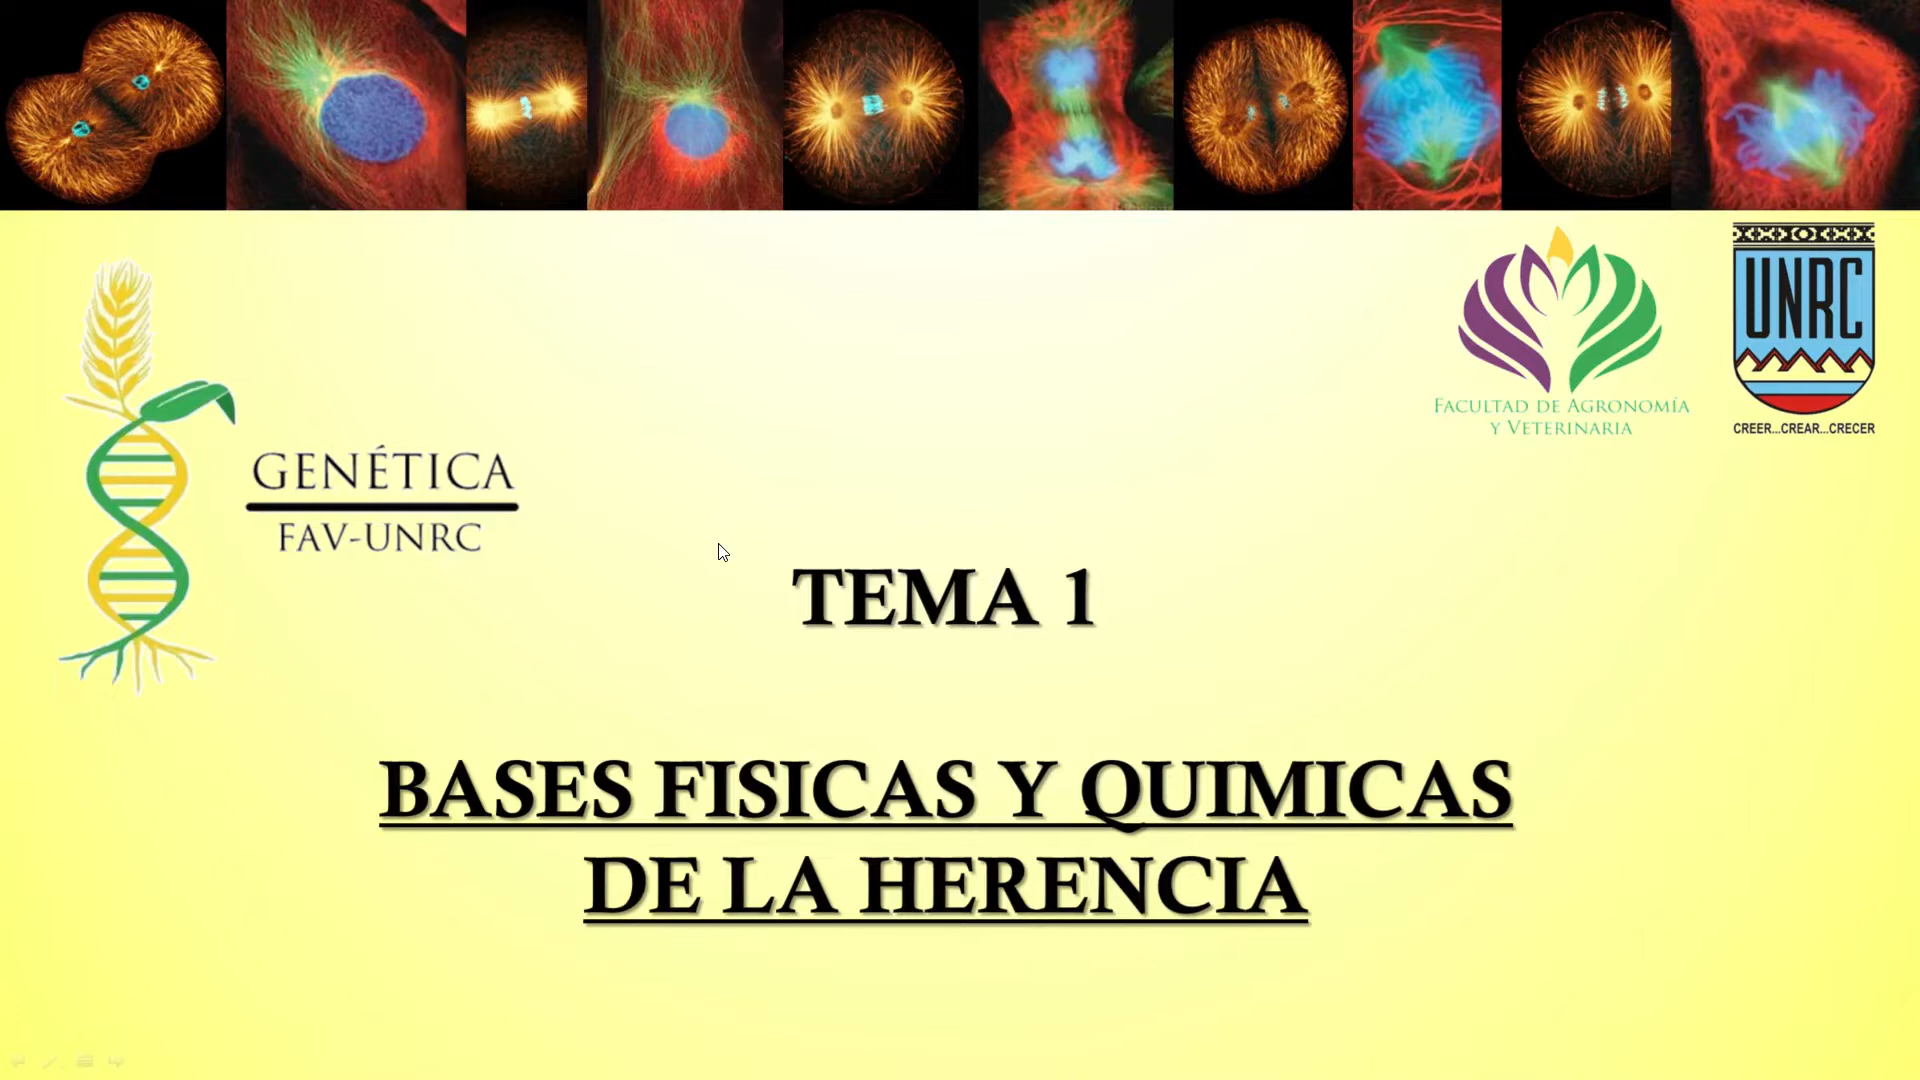 UNRC
FACULTAD DE AGRONOMÍA
Y VETERINARIA
CREER...CREAR...CRECER
GENÉTICA
FAV-UNRC
TEMA 1
BASES FISICAS Y QUIMICAS
DE LA HERENCIA